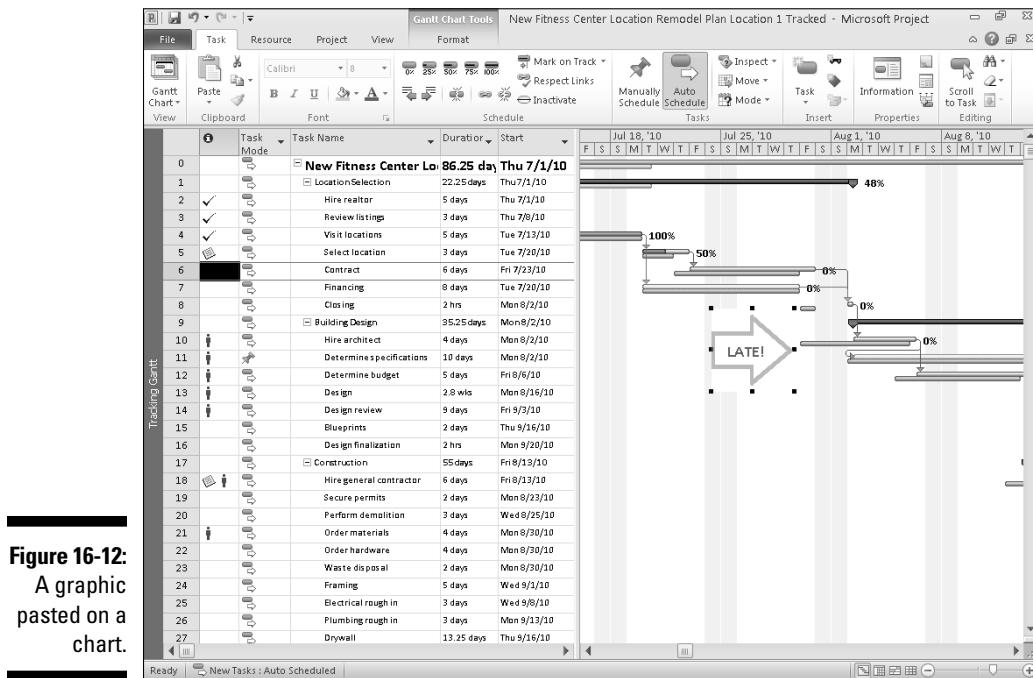 Gantt Chart Tools
New Fitness Center Location Remodel Plan Location 1 Tracked - Microsoft Project
File Task Resource Project View Format
Gantt Chart
Paste
Calibri 8
B I U A
0% 25% 50% 75% 100%
Mark on Track
Respect Links
Inactivate
Manually Schedule
Auto Schedule
Inspect
Move
Mode
Task
Information
Scroll to Task
View Clipboard Font Schedule Tasks Insert Properties Editing
Task Mode Task Name Duration Start
Jul 18, '10 Jul 25, '10 Aug 1, '10 Aug 8, '10
F S S M T W T F S S M T W T F S S M T W T F S S M T W T
0 New Fitness Center Lo 86.25 day Thu 7/1/10
1 Location Selection 22.25 days Thu 7/1/10 48%
2 Hire realtor 5 days Thu 7/1/10
3 Review listings 3 days Thu 7/8/10
4 Visit locations 5 days Tue 7/13/10 100%
5 Select location 3 days Tue 7/20/10 50%
6 Contract 6 days Fri 7/23/10 0%
7 Financing 8 days Tue 7/20/10 0%
8 Closing 2 hrs Mon 8/2/10 0%
9 Building Design 35.25 days Mon 8/2/10
10 Hire architect 4 days Mon 8/2/10 0%
LATE!
11 Determine specifications 10 days Mon 8/2/10
12 Determine budget 5 days Fri 8/6/10
13 Design 2.8 wks Mon 8/16/10
14 Design review 9 days Fri 9/3/10
15 Blueprints 2 days Thu 9/16/10
16 Design finalization 2 hrs Mon 9/20/10
17 Construction 55 days Fri 8/13/10
18 Hire general contractor 6 days Fri 8/13/10
19 Secure permits 2 days Mon 8/23/10
20 Perform demolition 3 days Wed 8/25/10
21 Order materials 4 days Mon 8/30/10
22 Order hardware 4 days Mon 8/30/10
23 Waste disposal 2 days Mon 8/30/10
24 Framing 5 days Wed 9/1/10
25 Electrical rough in 3 days Wed 9/8/10
26 Plumbing rough in 3 days Mon 9/13/10
27 Drywall 13.25 days Thu 9/16/10
Tracking Gantt
Ready New Tasks : Auto Scheduled
Figure 16-12:
A graphic
pasted on a
chart.